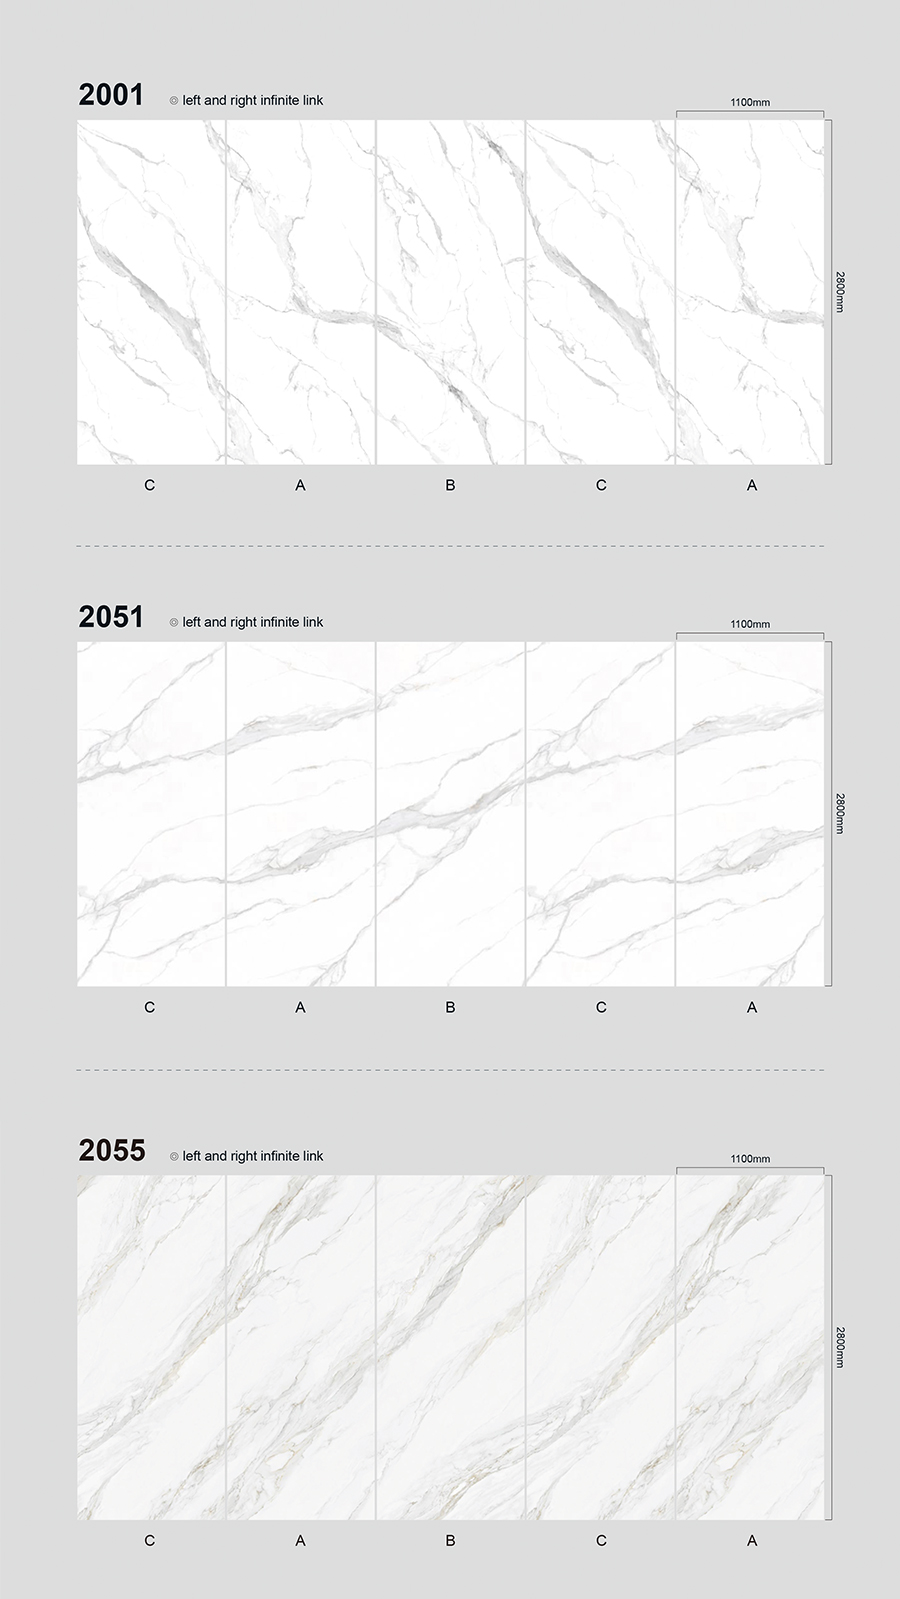 2001 ◎ left and right infinite link
1100mm
2800mm
C A B C A
2051 ◎ left and right infinite link
1100mm
2800mm
C A B C A
2055 ◎ left and right infinite link
1100mm
2800mm
C A B C A